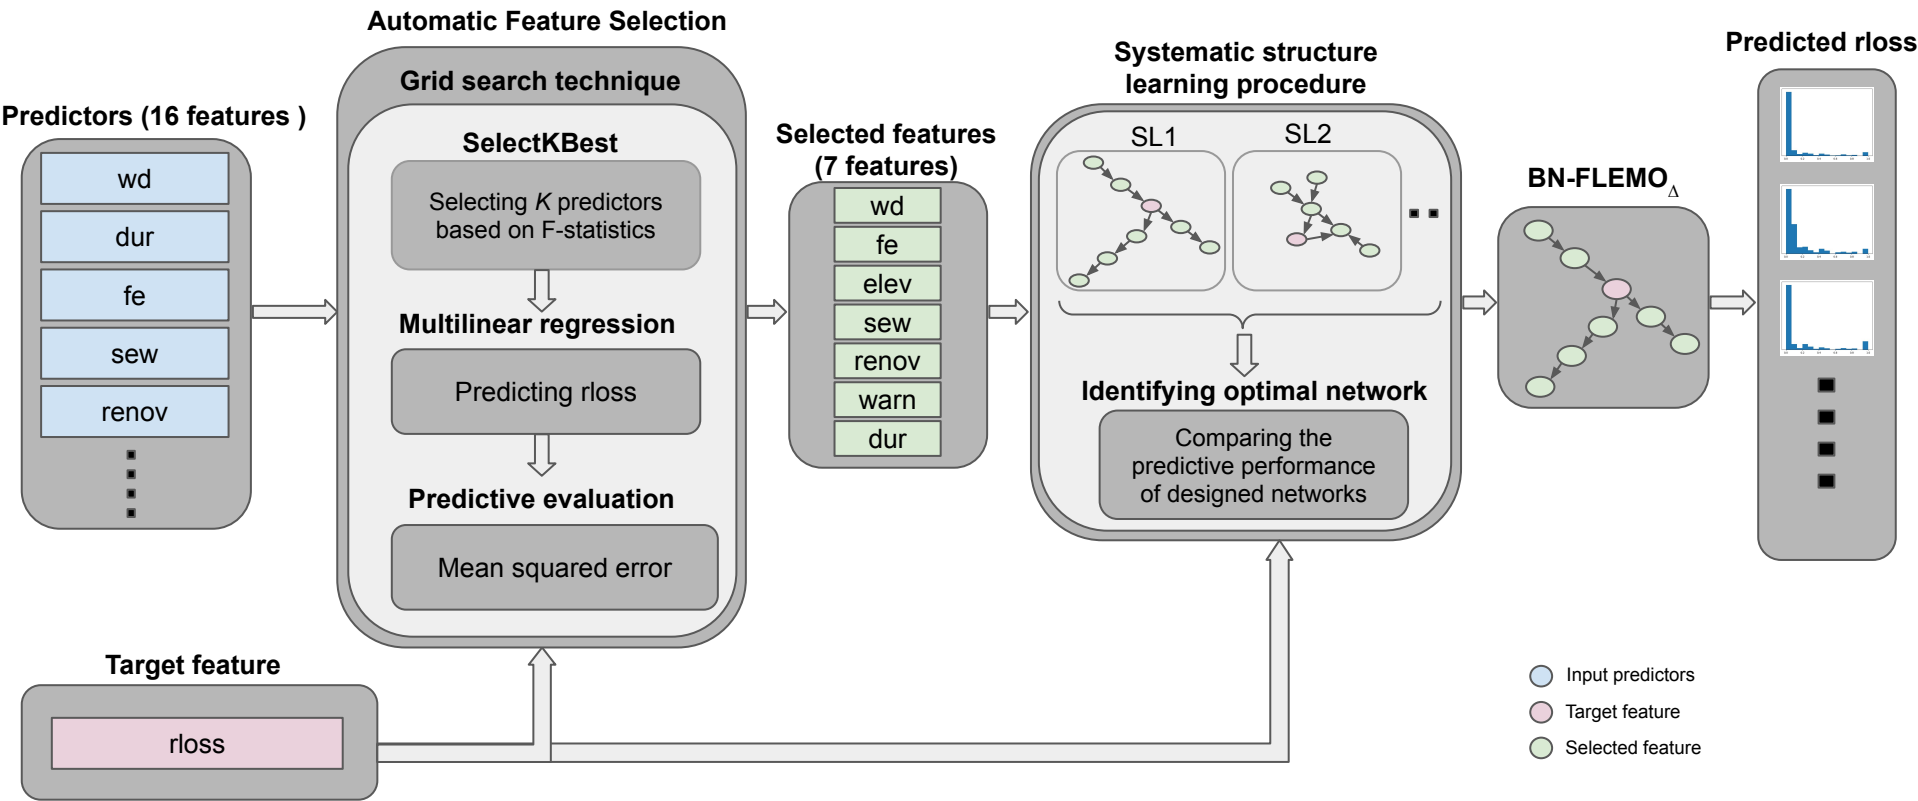 Predictors (16 features )
wd
dur
fe
sew
renov
Target feature
rloss
Automatic Feature Selection
Grid search technique
SelectKBest
Selecting K predictors
based on F-statistics
Multilinear regression
Predicting rloss
Predictive evaluation
Mean squared error
Selected features
(7 features)
wd
fe
elev
sew
renov
warn
dur
Systematic structure
learning procedure
SL1
SL2
Identifying optimal network
Comparing the
predictive performance
of designed networks
BN-FLEMOΔ
Predicted rloss
Input predictors
Target feature
Selected feature